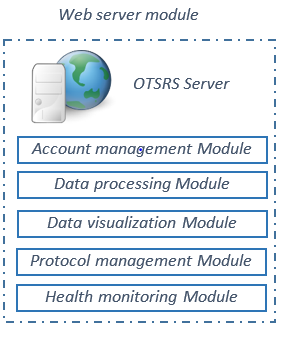 Web server module
OTSRS Server
Account management Module
Data processing Module
Data visualization Module
Protocol management Module
Health monitoring Module